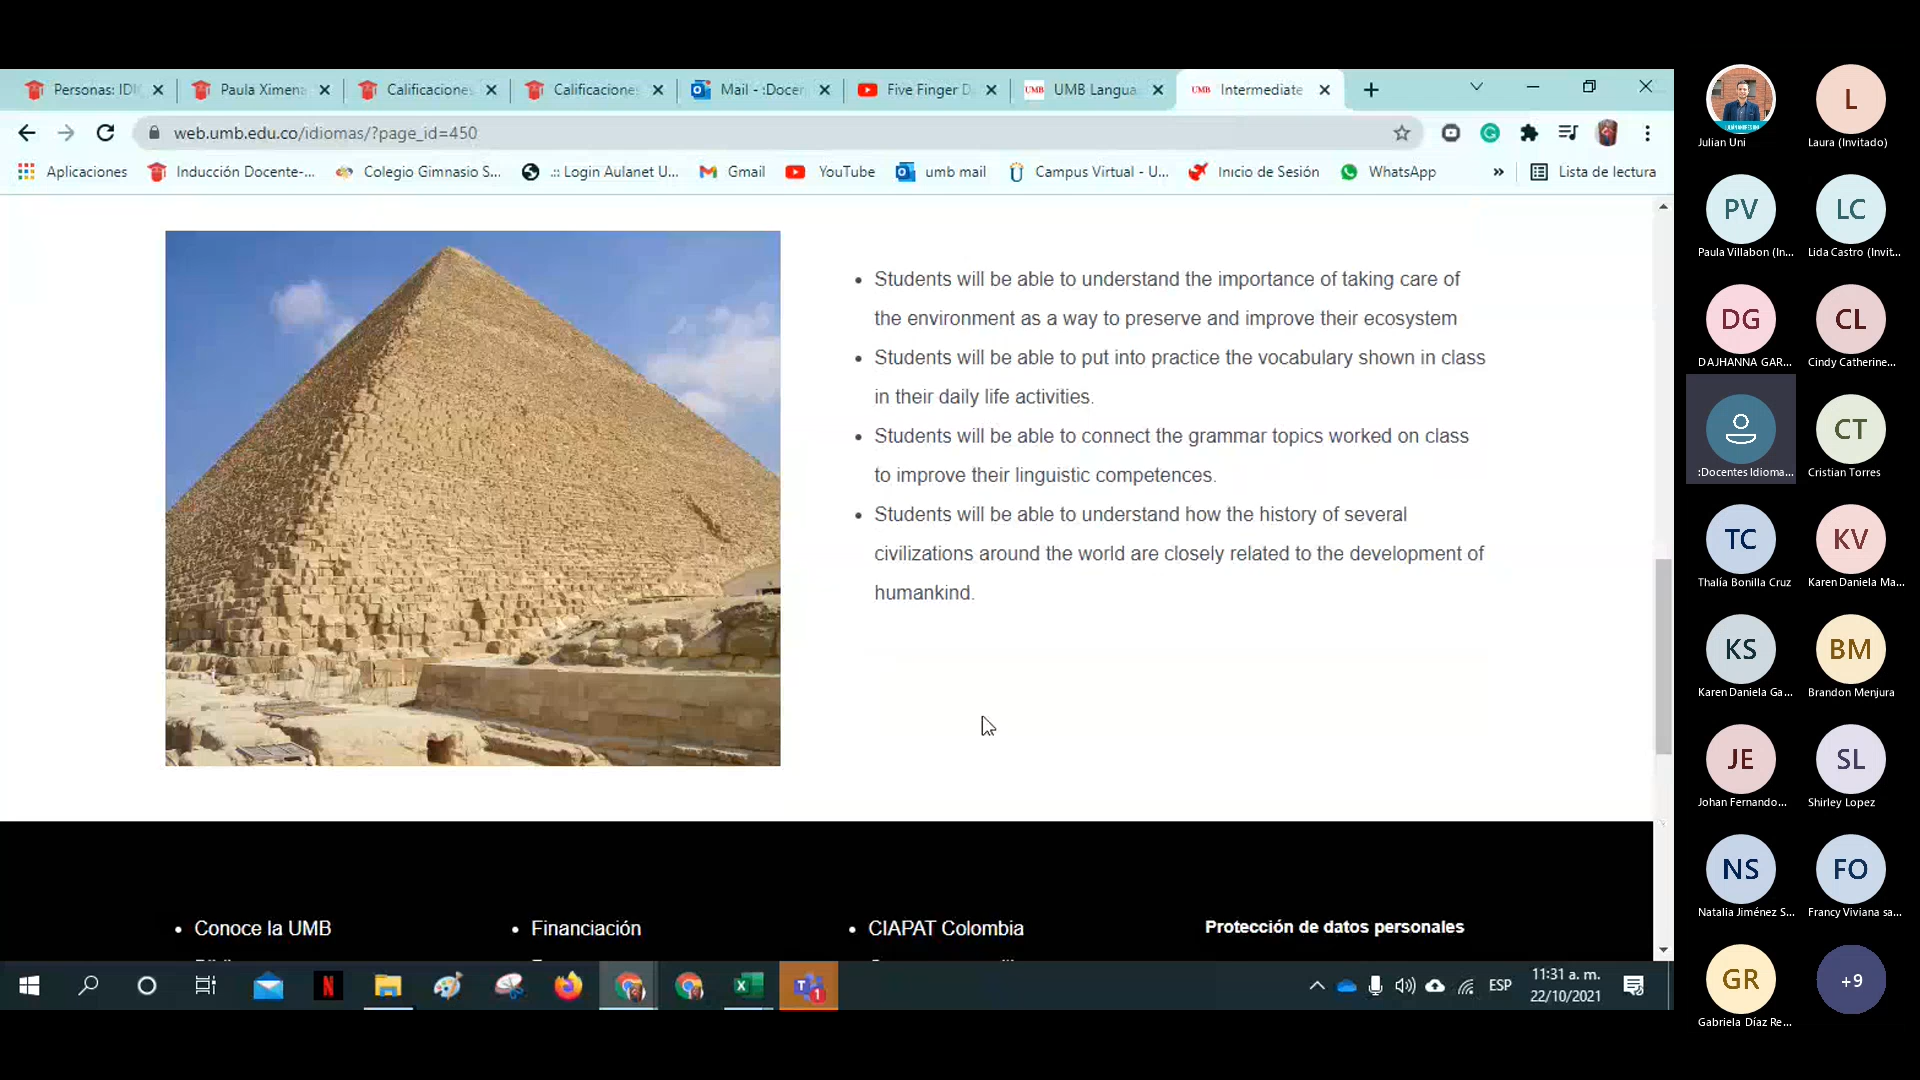 Personas: IDI
Paula Ximen
Calificacione
Calificacione
Mail - :Docer
Five Finger D
UMB Langua
UMB Intermediate
web.umb.edu.co/idiomas/?page_id=450
Aplicaciones
Inducción Docente-...
Colegio Gimnasio S...
.:: Login Aulanet U...
Gmail
YouTube
umb mail
Campus Virtual - U...
Inicio de Sesión
WhatsApp
»
Lista de lectura
• Students will be able to understand the importance of taking care of
the environment as a way to preserve and improve their ecosystem
• Students will be able to put into practice the vocabulary shown in class
in their daily life activities.
• Students will be able to connect the grammar topics worked on class
to improve their linguistic competences.
• Students will be able to understand how the history of several
civilizations around the world are closely related to the development of
humankind.
• Conoce la UMB
• Financiación
• CIAPAT Colombia
Protección de datos personales
ESP
11:31 a. m.
22/10/2021
Julian Uni
L
Laura (Invitado)
PV
Paula Villabon (In...
LC
Lida Castro (Invit...
DG
DAJHANNA GAR...
CL
Cindy Catherine...
:Docentes Idioma...
CT
Cristian Torres
TC
Thalía Bonilla Cruz
KV
Karen Daniela Ma...
KS
Karen Daniela Ga...
BM
Brandon Menjura
JE
Johan Fernando...
SL
Shirley Lopez
NS
Natalia Jiménez S...
FO
Francy Viviana sa...
GR
Gabriela Díaz Re...
+9